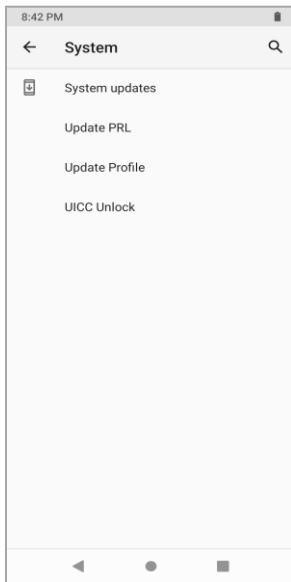 8:42 PM
System
System updates
Update PRL
Update Profile
UICC Unlock